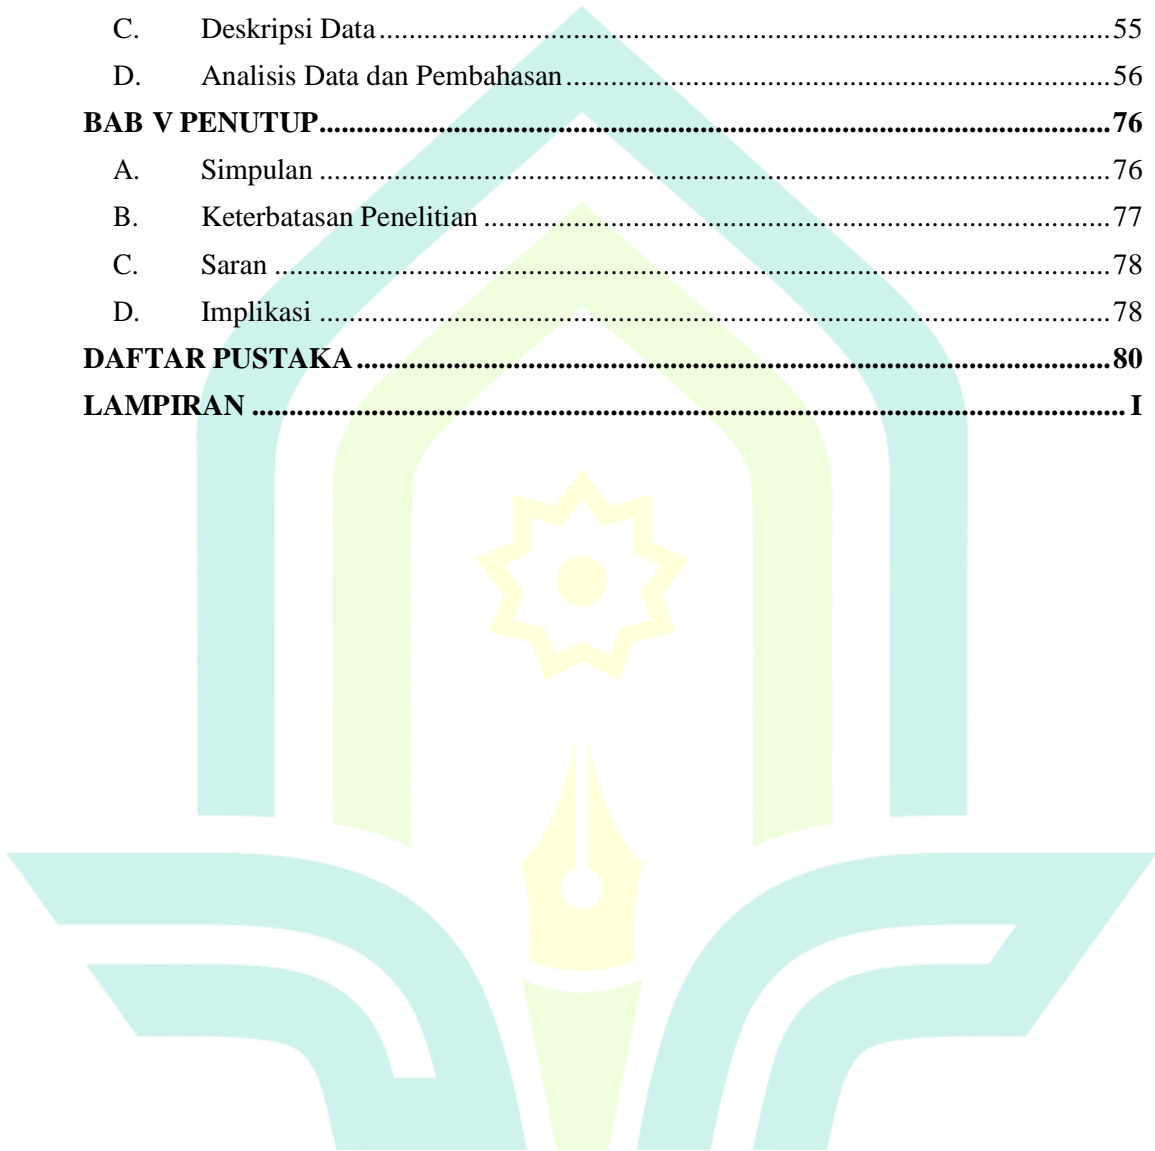 C. Deskripsi Data.................................................................................................. 55
D. Analisis Data dan Pembahasan........................................................................... 56
BAB V PENUTUP.......................................................................................................... 76
A. Simpulan .......................................................................................................... 76
B. Keterbatasan Penelitian .................................................................................... 77
C. Saran ................................................................................................................ 78
D. Implikasi .......................................................................................................... 78
DAFTAR PUSTAKA ..................................................................................................... 80
LAMPIRAN ..................................................................................................................... I